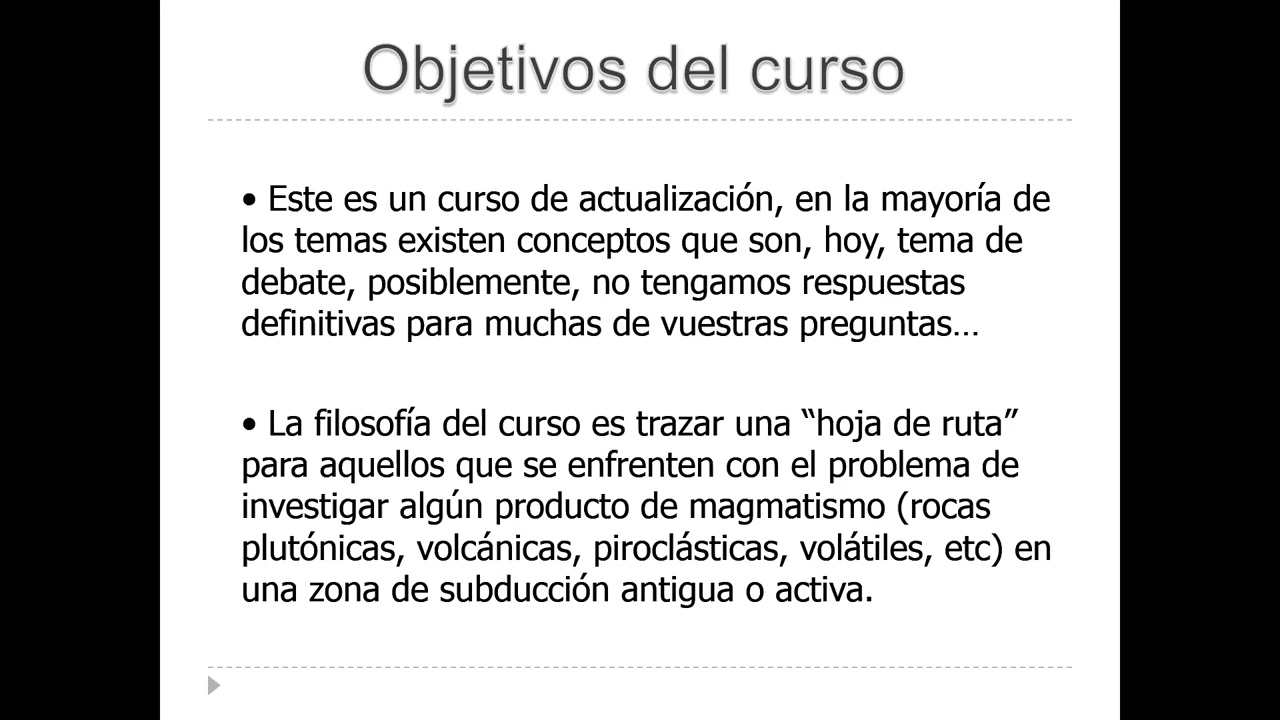 Objetivos del curso
• Este es un curso de actualización, en la mayoría de
los temas existen conceptos que son, hoy, tema de
debate, posiblemente, no tengamos respuestas
definitivas para muchas de vuestras preguntas…
• La filosofía del curso es trazar una “hoja de ruta”
para aquellos que se enfrenten con el problema de
investigar algún producto de magmatismo (rocas
plutónicas, volcánicas, piroclásticas, volátiles, etc) en
una zona de subducción antigua o activa.